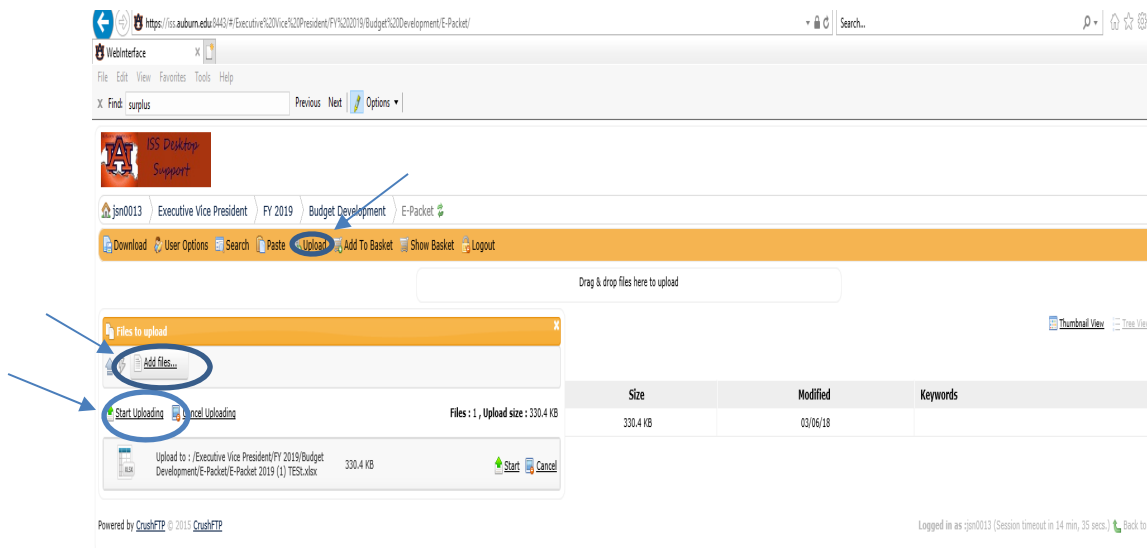 https://iss.auburn.edu:8443/#/Executive%20Vice%20President/FY%202019/Budget%20Development/E-Packet/
Search...
WebInterface
File Edit View Favorites Tools Help
X Find: surplus Previous Next Options
ISS Desktop
Support
jsn0013 Executive Vice President FY 2019 Budget Development E-Packet
Download User Options Search Paste Upload Add To Basket Show Basket Logout
Drag & drop files here to upload
Files to upload x
Thumbnail View Tree View
Add files...
Size Modified Keywords
Start Uploading Cancel Uploading Files : 1 , Upload size : 330.4 KB
330.4 KB 03/06/18
Upload to : /Executive Vice President/FY 2019/Budget
Development/E-Packet/E-Packet 2019 (1) TESt.xlsx
330.4 KB Start Cancel
XLSX
Powered by CrushFTP © 2015 CrushFTP
Logged in as :jsn0013 (Session timeout in 14 min, 35 secs.) Back to